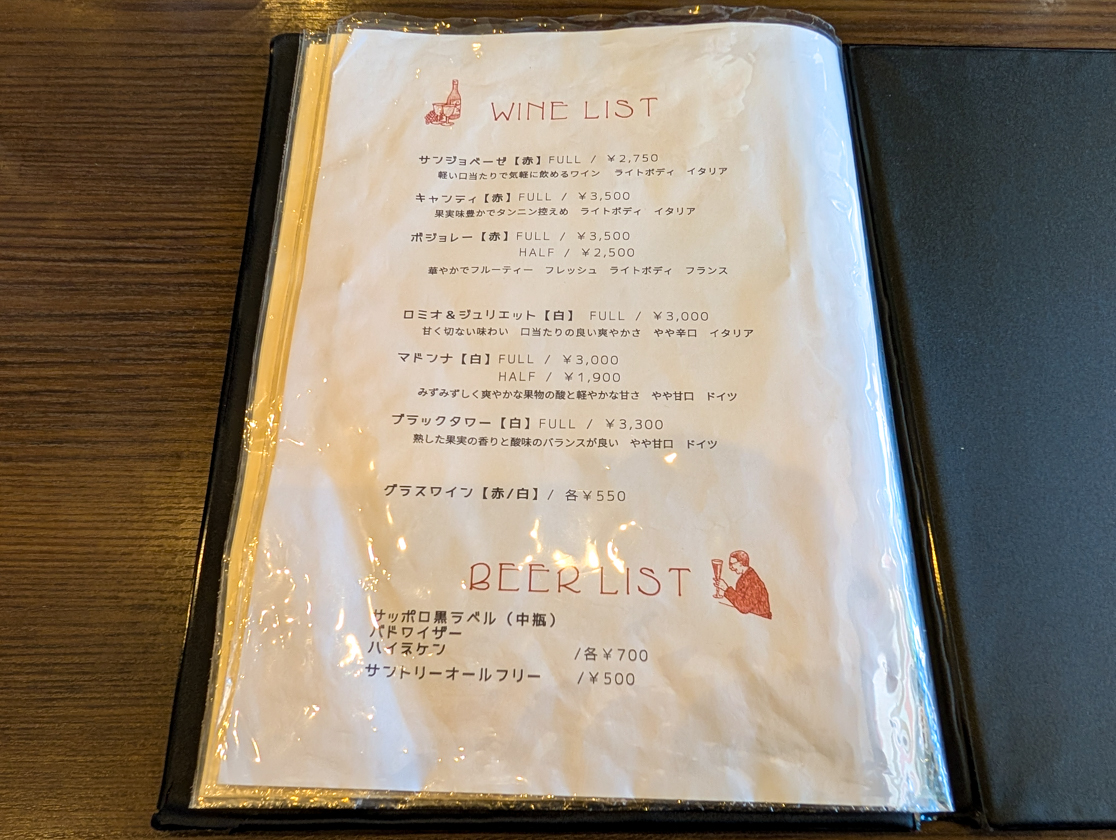 WINE LIST
サンジョベーゼ【赤】FULL / ￥2,750
軽い口当たりで気軽に飲めるワイン　ライトボディ　イタリア
キャンティ【赤】FULL / ￥3,500
果実味豊かでタンニン控えめ　ライトボディ　イタリア
ボジョレー【赤】FULL / ￥3,500
HALF / ￥2,500
華やかでフルーティー　フレッシュ　ライトボディ　フランス
ロミオ＆ジュリエット【白】 FULL / ￥3,000
甘く切ない味わい　口当たりの良い爽やかさ　やや辛口　イタリア
マドンナ【白】FULL / ￥3,000
HALF / ￥1,900
みずみずしく爽やかな果物の酸と軽やかな甘さ　やや甘口　ドイツ
ブラックタワー【白】FULL / ￥3,300
熟した果実の香りと酸味のバランスが良い　やや甘口　ドイツ
グラスワイン【赤/白】/ 各￥550
BEER LIST
サッポロ黒ラベル（中瓶）
バドワイザー
ハイネケン　/各￥700
サントリーオールフリー　/￥500